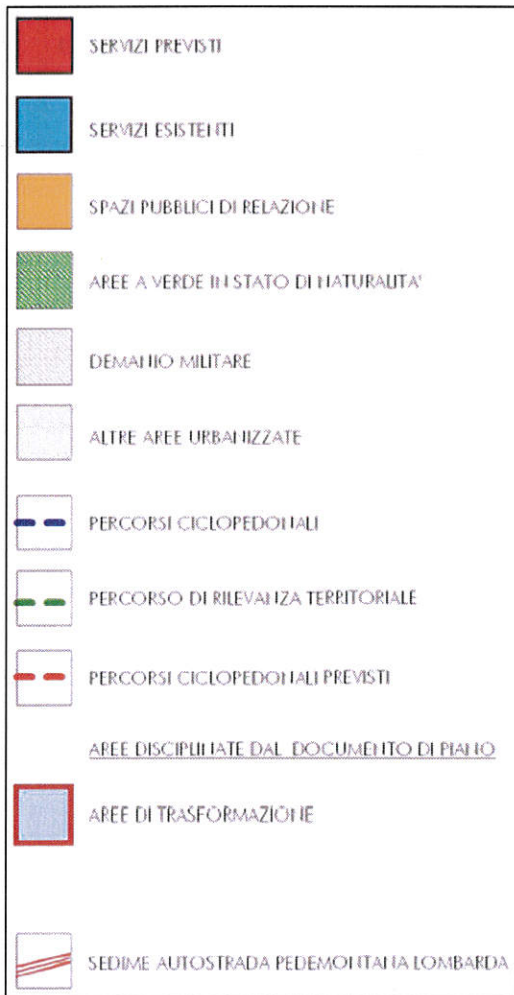 SERVIZI PREVISTI
SERVIZI ESISTENTI
SPAZI PUBBLICI DI RELAZIONE
AREE A VERDE IN STATO DI NATURALITA'
DEMANIO MILITARE
ALTRE AREE URBANIZZATE
PERCORSI CICLOPEDONALI
PERCORSO DI RILEVANZA TERRITORIALE
PERCORSI CICLOPEDONALI PREVISTI
AREE DISCIPLINATE DAL DOCUMENTO DI PIANO
AREE DI TRASFORMAZIONE
SEDIME AUTOSTRADA PEDEMONTANA LOMBARDA